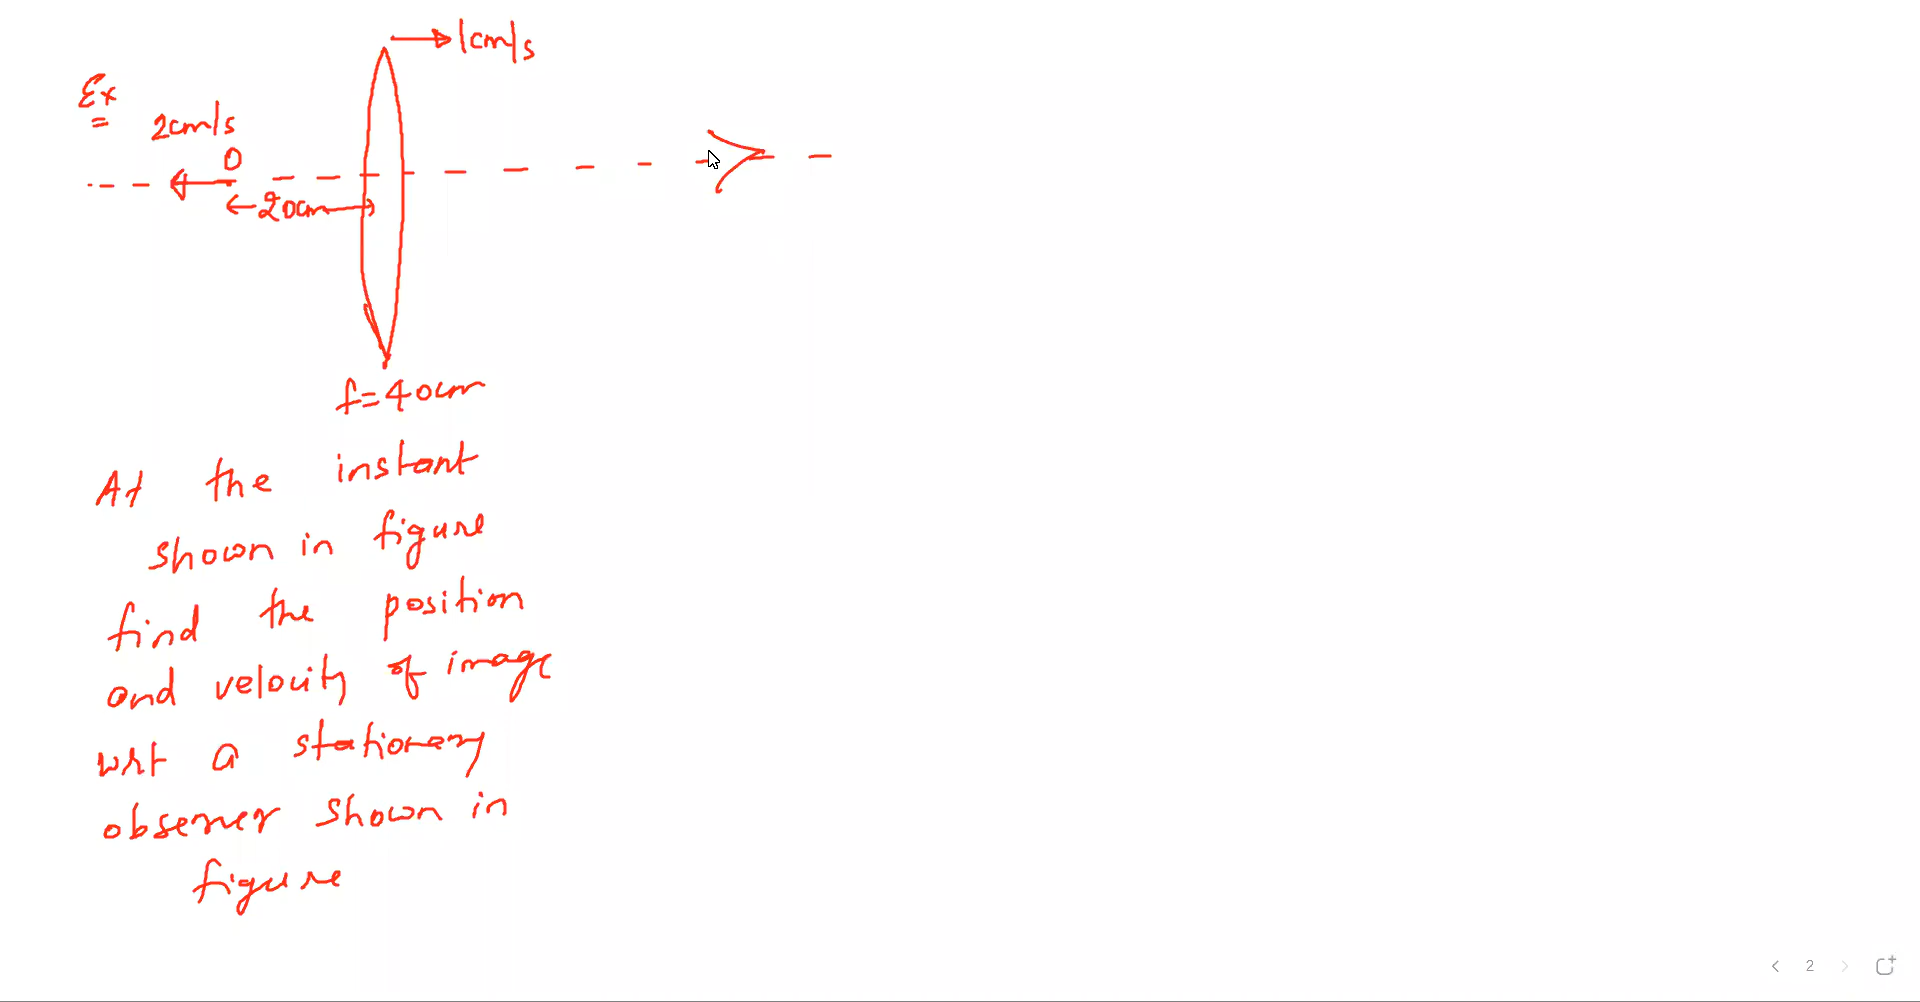 1cm/s
Ex
2cm/s
O
20cm
f=40cm
At the instant
shown in figure
find the position
and velocity of image
wrt a stationary
observer shown in
figure
2